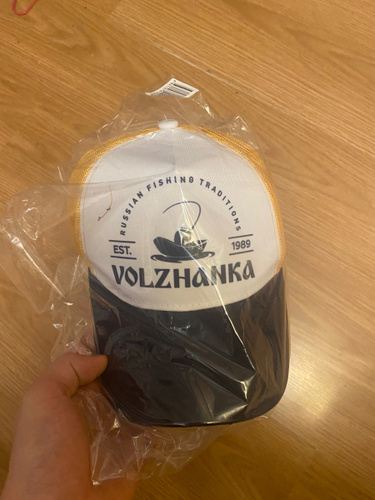 RUSSIAN FISHING TRADITIONS
EST. 1989
VOLZHANKA